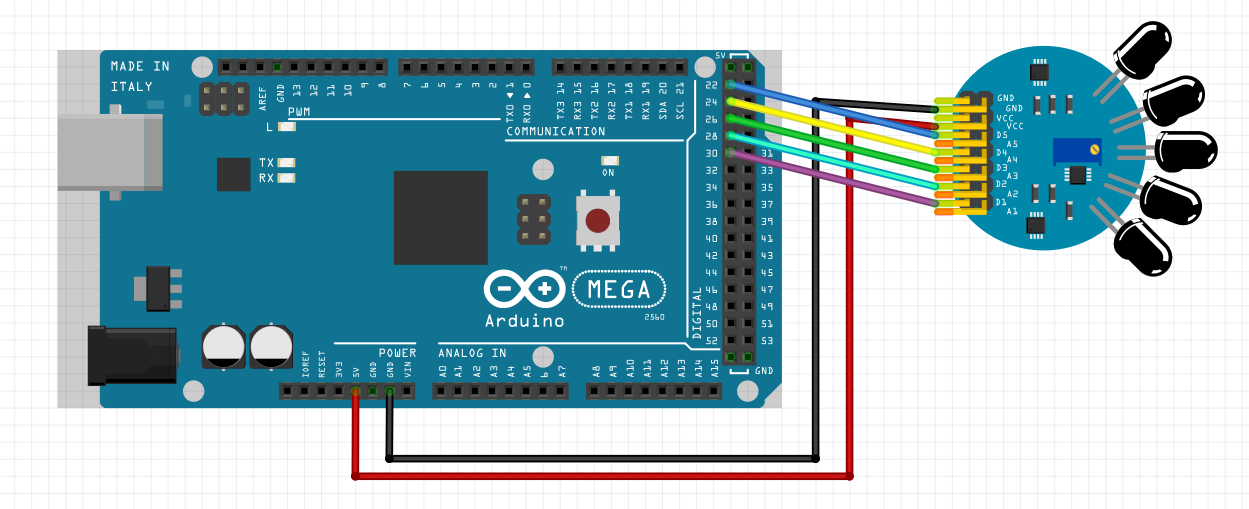 MADE IN
ITALY
AREF
GND
13
12
11
10
9
8
7
6
5
4
3
2
TX0 ▶ 1
RX0 ◀ 0
TX3 14
RX3 15
TX2 16
RX2 17
TX1 18
RX1 19
SDA 20
SCL 21
5V
PWM
COMMUNICATION
L
TX
RX
ON
22
24
26
28
30
31
32
33
34
35
36
37
38
39
40
41
42
43
44
45
46
47
48
49
50
51
52
53
DIGITAL
GND
TM
MEGA
2560
Arduino
POWER
ANALOG IN
IOREF
RESET
3V3
5V
GND
GND
VIN
A0
A1
A2
A3
A4
A5
6
A7
A8
A9
A10
A11
A12
A13
A14
A15
GND
GND
VCC
VCC
D5
A5
D4
A4
D3
A3
D2
A2
D1
A1